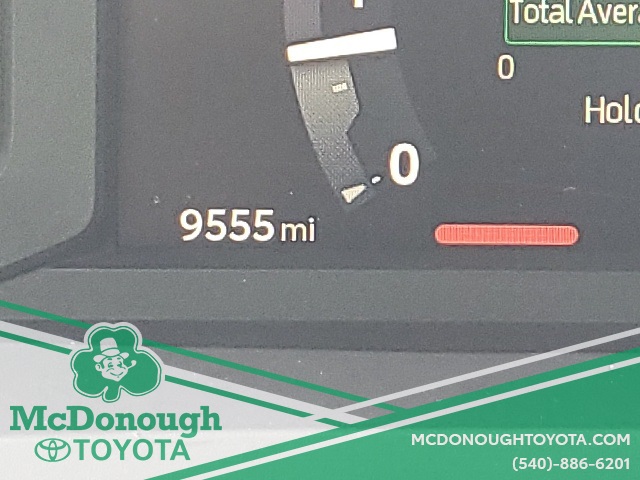 Total Avera
0
Hold
0
9555 mi
McDonough
TOYOTA
MCDONOUGHTOYOTA.COM
(540)-886-6201